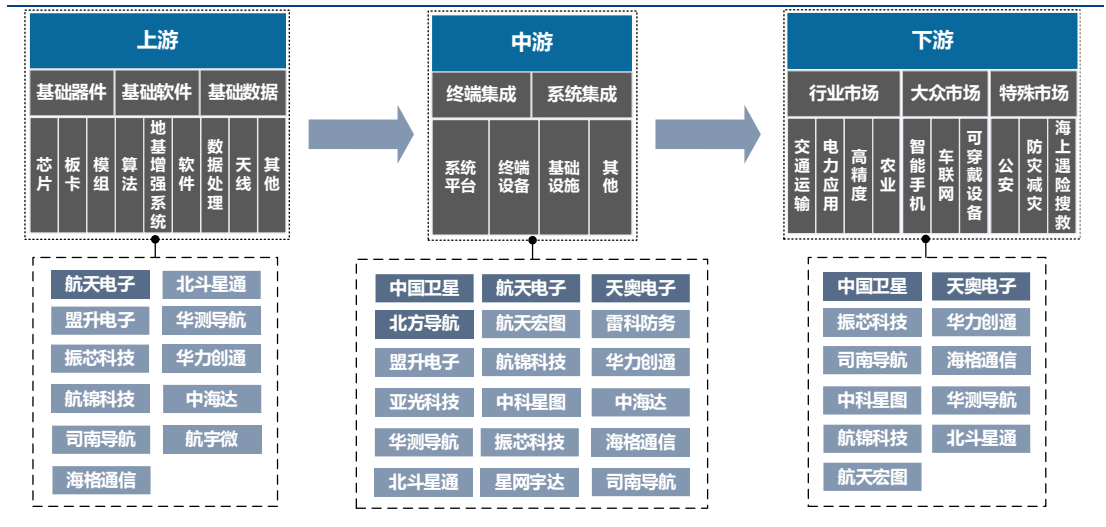 上游
基础器件 基础软件 基础数据
芯片 板卡 模组 算法 地基增强系统 软件 数据处理 天线 其他
航天电子 北斗星通
盟升电子 华测导航
振芯科技 华力创通
航锦科技 中海达
司南导航 航宇微
海格通信
中游
终端集成 系统集成
系统平台 终端设备 基础设施 其他
中国卫星 航天电子 天奥电子
北方导航 航天宏图 雷科防务
盟升电子 航锦科技 华力创通
亚光科技 中科星图 中海达
华测导航 振芯科技 海格通信
北斗星通 星网宇达 司南导航
下游
行业市场 大众市场 特殊市场
交通运输 电力应用 高精度 农业 智能手机 车联网 可穿戴设备 公安 防灾减灾 海上遇险搜救
中国卫星 天奥电子
振芯科技 华力创通
司南导航 海格通信
中科星图 华测导航
航锦科技 北斗星通
航天宏图